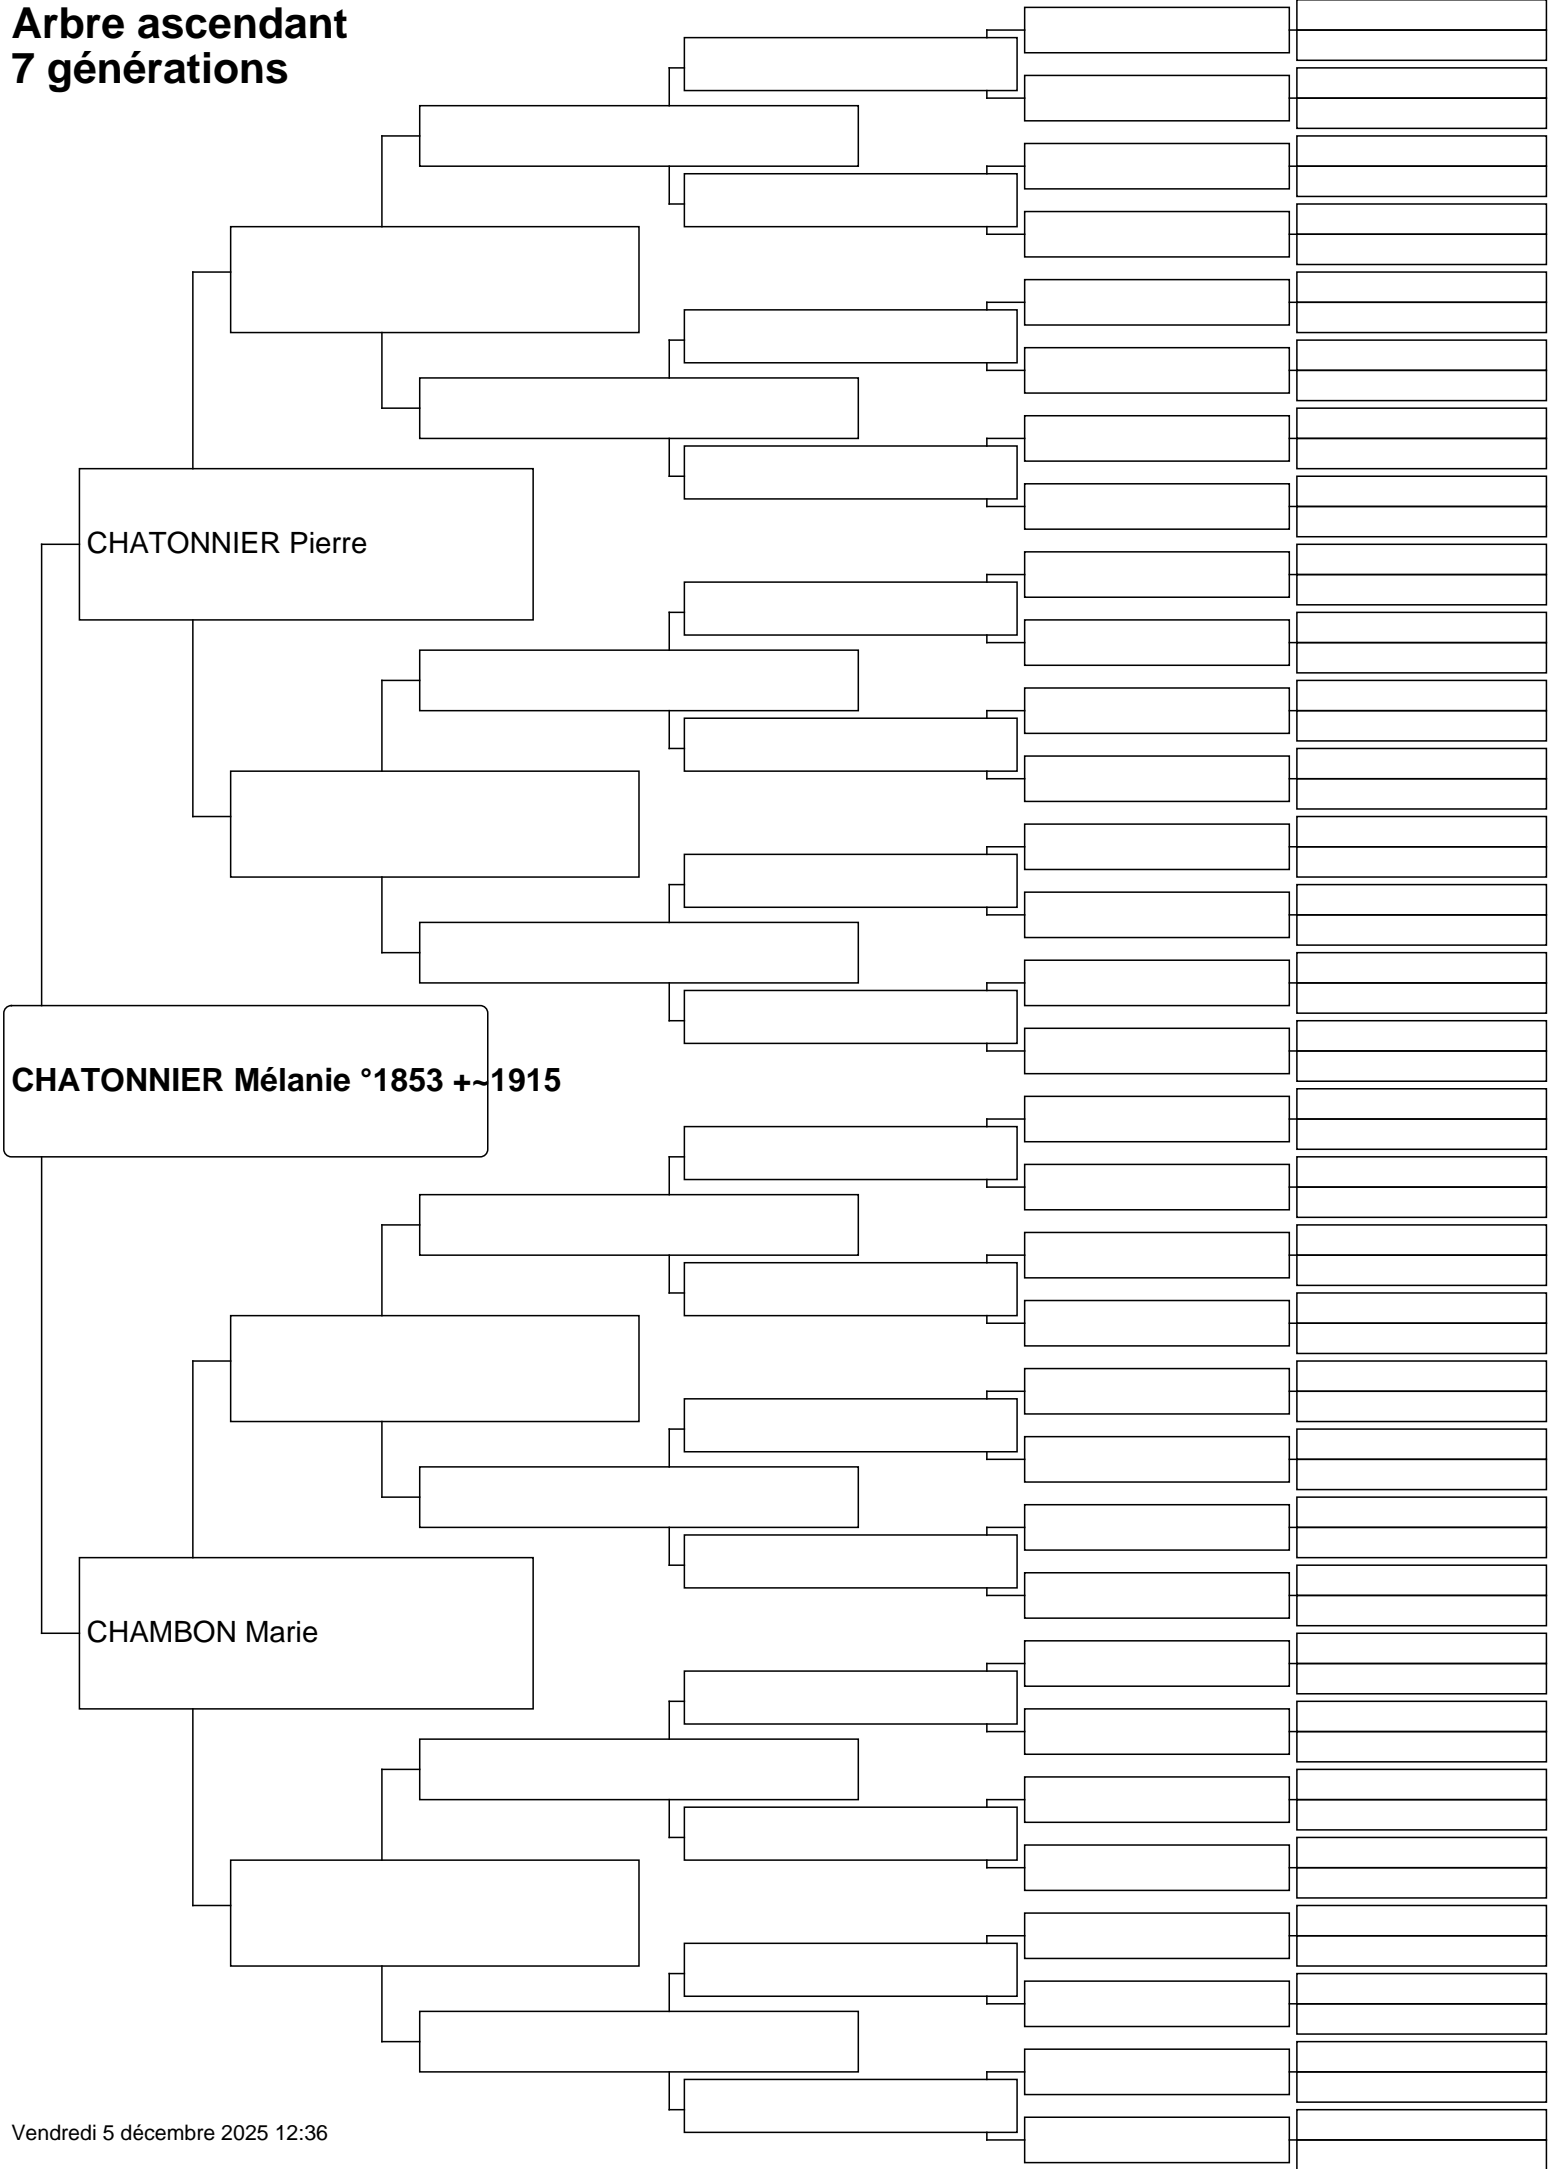 Arbre ascendant
7 générations
CHATONNIER Pierre
CHATONNIER Mélanie °1853 +~1915
CHAMBON Marie
Vendredi 5 décembre 2025 12:36